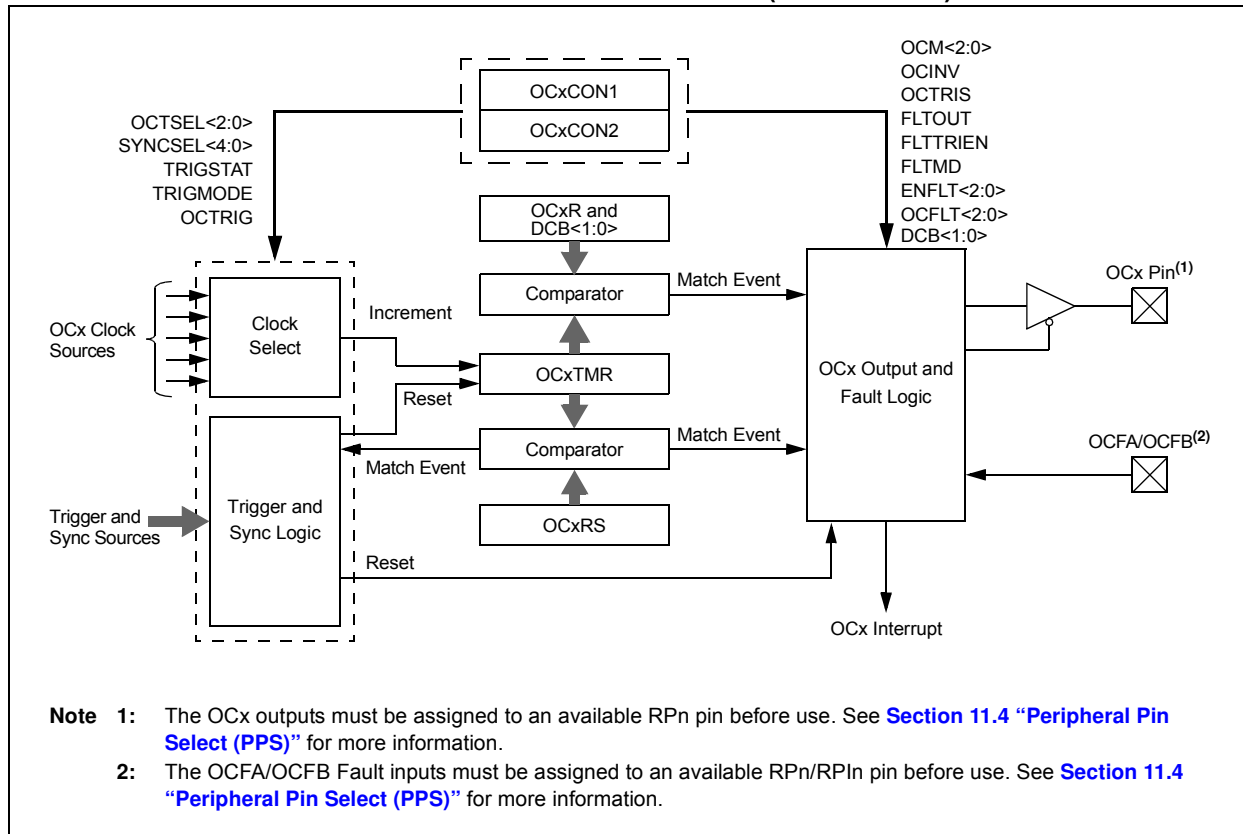 OCxCON1
OCxCON2
OCTSEL<2:0>
SYNCSEL<4:0>
TRIGSTAT
TRIGMODE
OCTRIG
OCM<2:0>
OCINV
OCTRIS
FLTOUT
FLTTRIEN
FLTMD
ENFLT<2:0>
OCFLT<2:0>
DCB<1:0>
OCxR and
DCB<1:0>
OCx Clock
Sources
Clock
Select
Increment
Reset
Comparator
Match Event
OCxTMR
Comparator
Match Event
Match Event
OCxRS
Trigger and
Sync Sources
Trigger and
Sync Logic
Reset
OCx Output and
Fault Logic
OCx Pin(1)
OCFA/OCFB(2)
OCx Interrupt
Note 1: The OCx outputs must be assigned to an available RPn pin before use. See Section 11.4 “Peripheral Pin
Select (PPS)” for more information.
2: The OCFA/OCFB Fault inputs must be assigned to an available RPn/RPIn pin before use. See Section 11.4
“Peripheral Pin Select (PPS)” for more information.